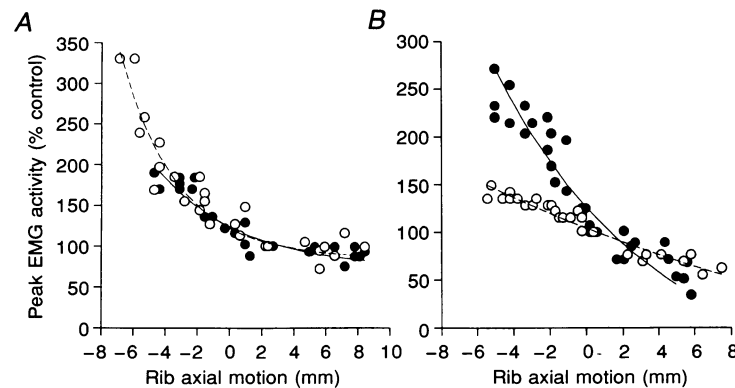 A
B
Peak EMG activity (% control)
350
300
250
200
150
100
50
0
−8 −6 −4 −2 0 2 4 6 8 10
Rib axial motion (mm)
300
250
200
150
100
50
0
−8 −6 −4 −2 0 2 4 6 8
Rib axial motion (mm)